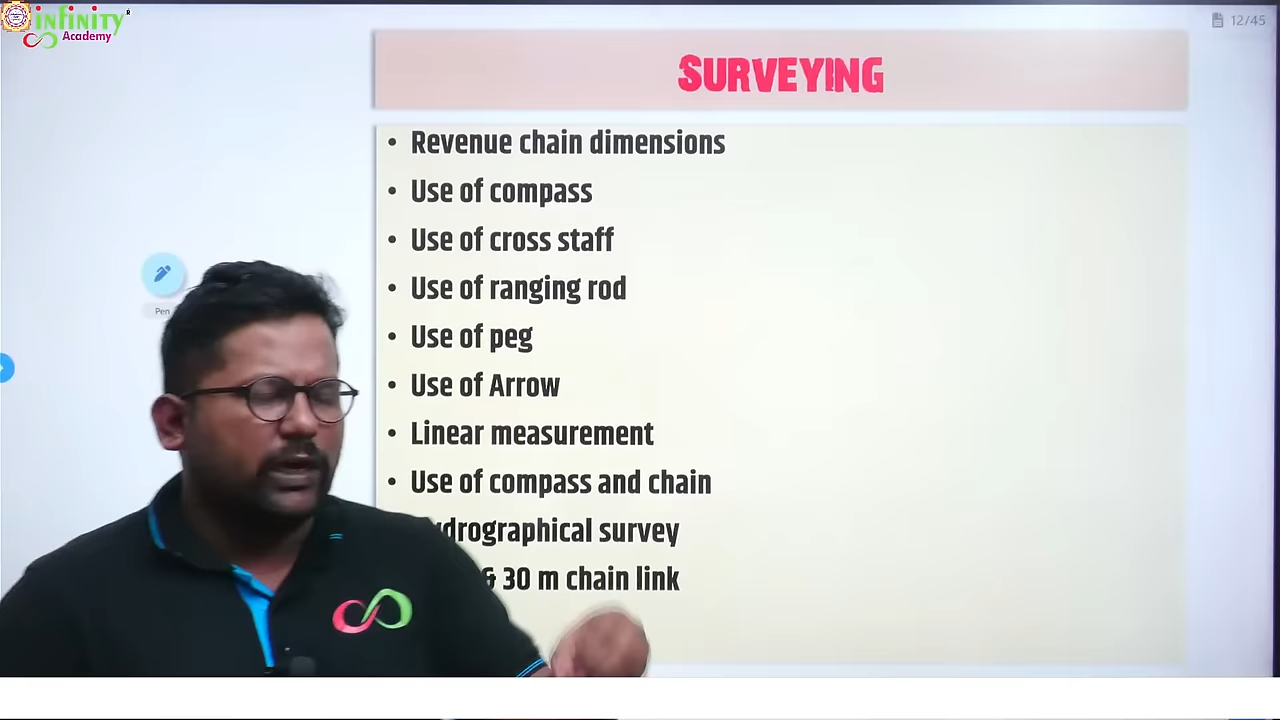 infinity
Academy
12/45
SURVEYING
• Revenue chain dimensions
• Use of compass
• Use of cross staff
• Use of ranging rod
Pen
• Use of peg
• Use of Arrow
• Linear measurement
• Use of compass and chain
drographical survey
& 30 m chain link